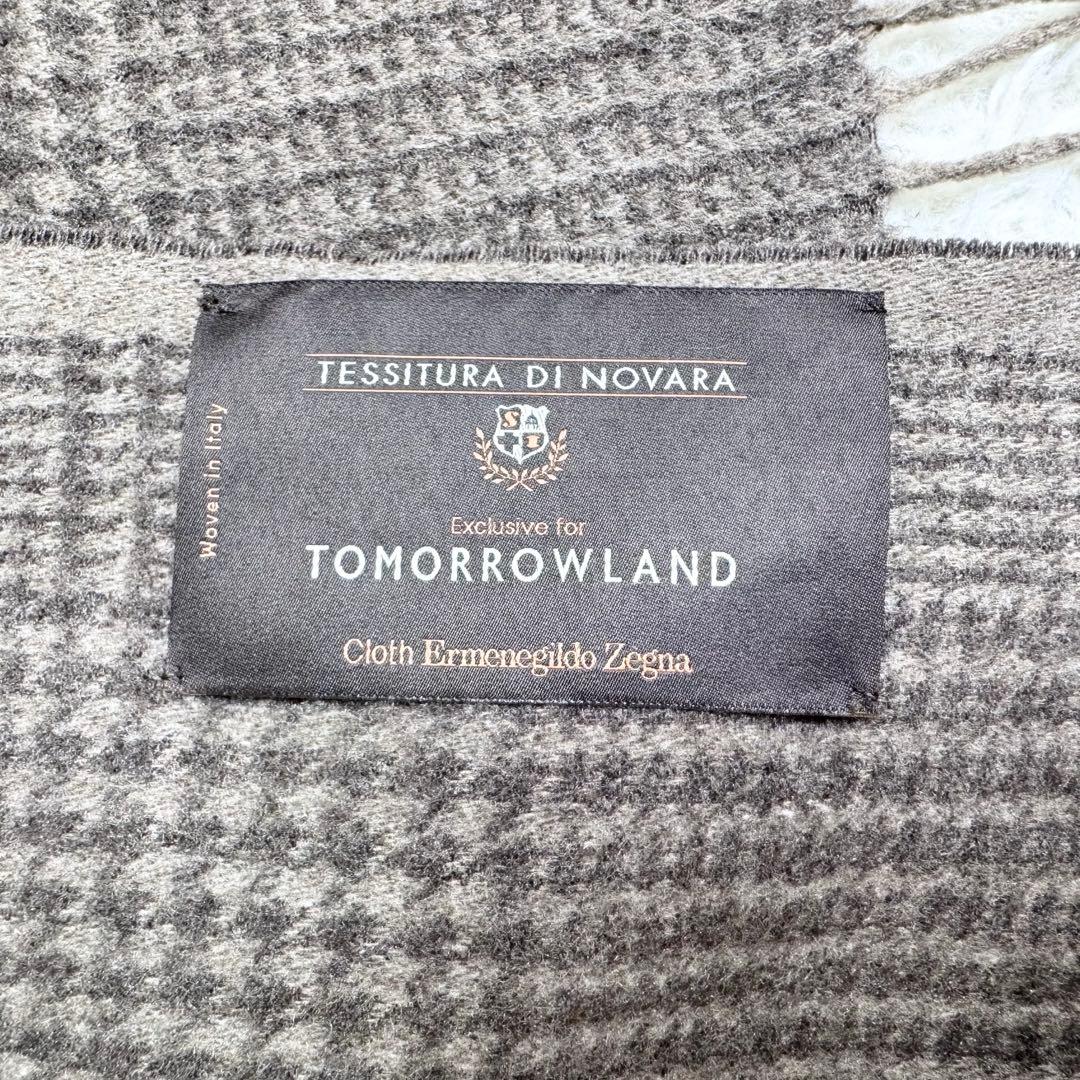 TESSITURA DI NOVARA
S
I
Exclusive for
TOMORROWLAND
Cloth Ermenegildo Zegna
Woven in Italy